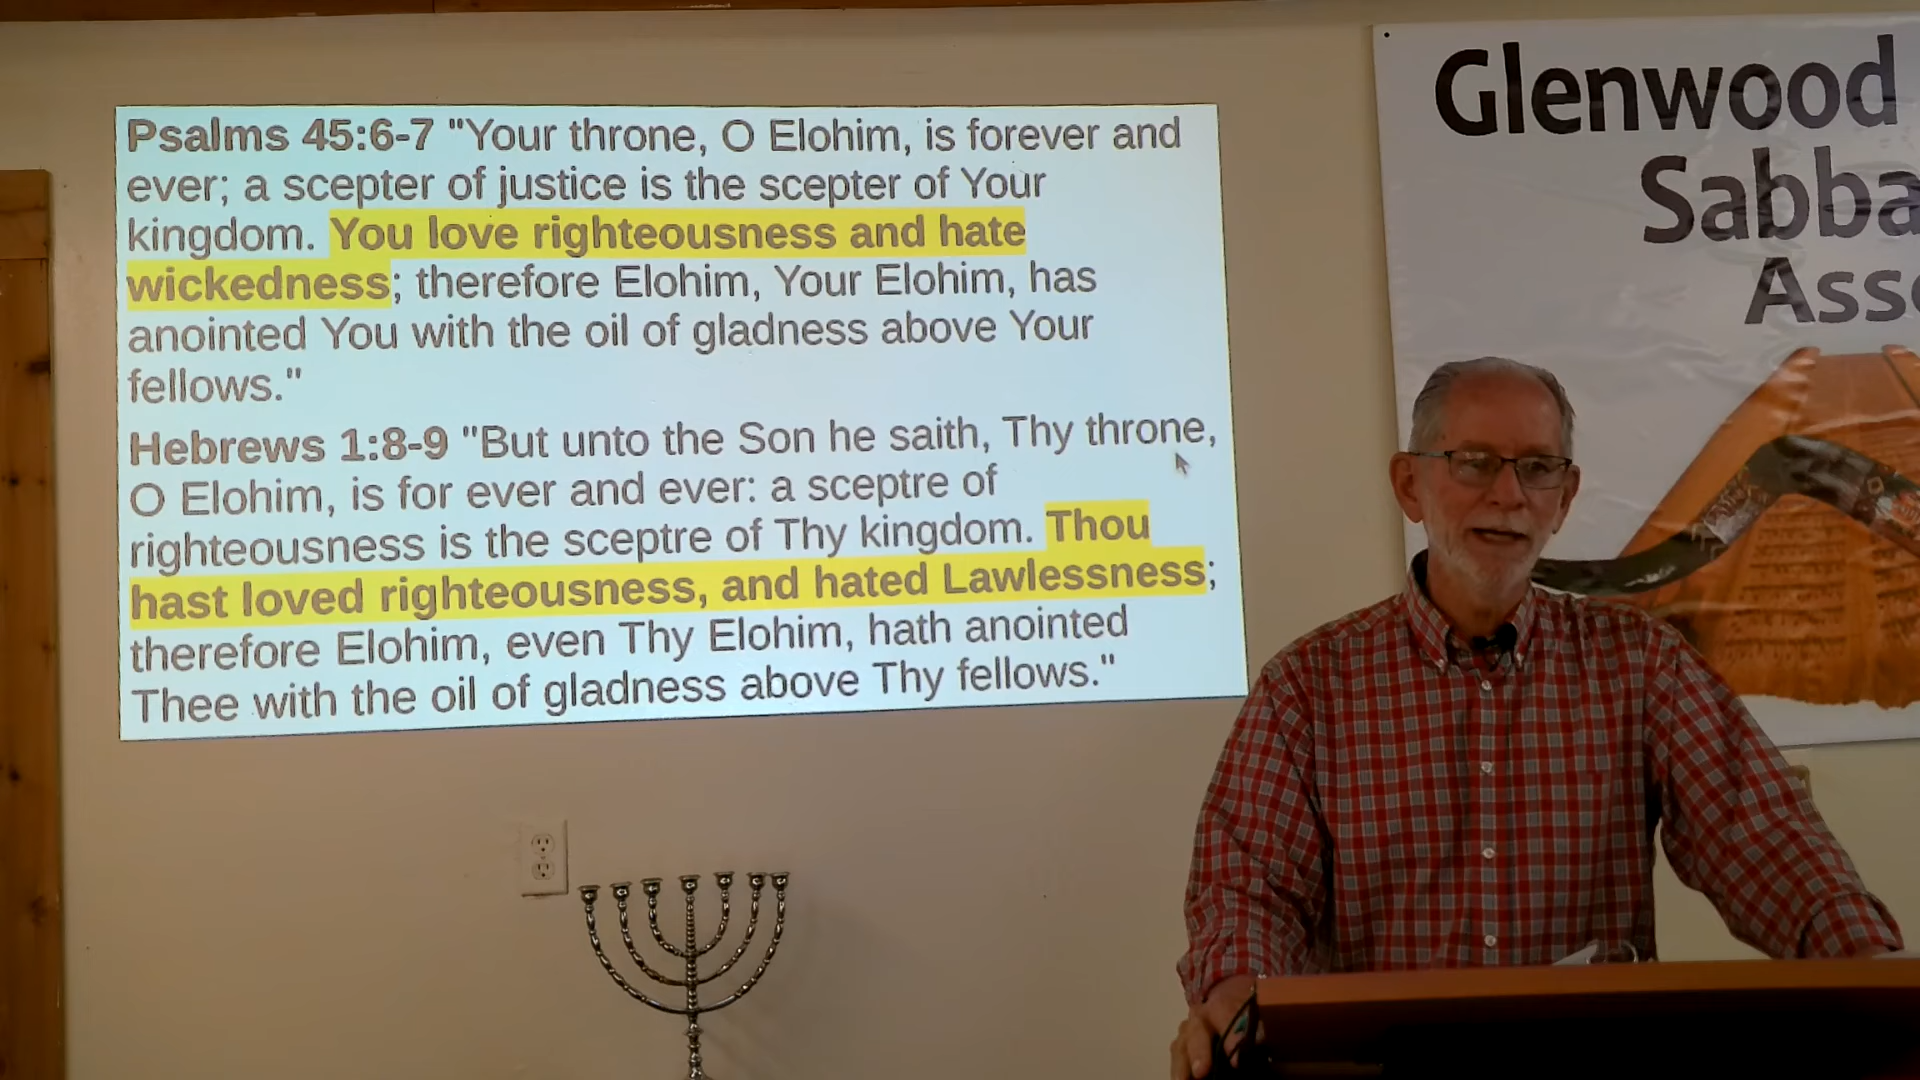 Psalms 45:6-7 "Your throne, O Elohim, is forever and
ever; a scepter of justice is the scepter of Your
kingdom. You love righteousness and hate
wickedness; therefore Elohim, Your Elohim, has
anointed You with the oil of gladness above Your
fellows."
Hebrews 1:8-9 "But unto the Son he saith, Thy throne,
O Elohim, is for ever and ever: a sceptre of
righteousness is the sceptre of Thy kingdom. Thou
hast loved righteousness, and hated Lawlessness;
therefore Elohim, even Thy Elohim, hath anointed
Thee with the oil of gladness above Thy fellows."
Glenwood
Sabba
Ass